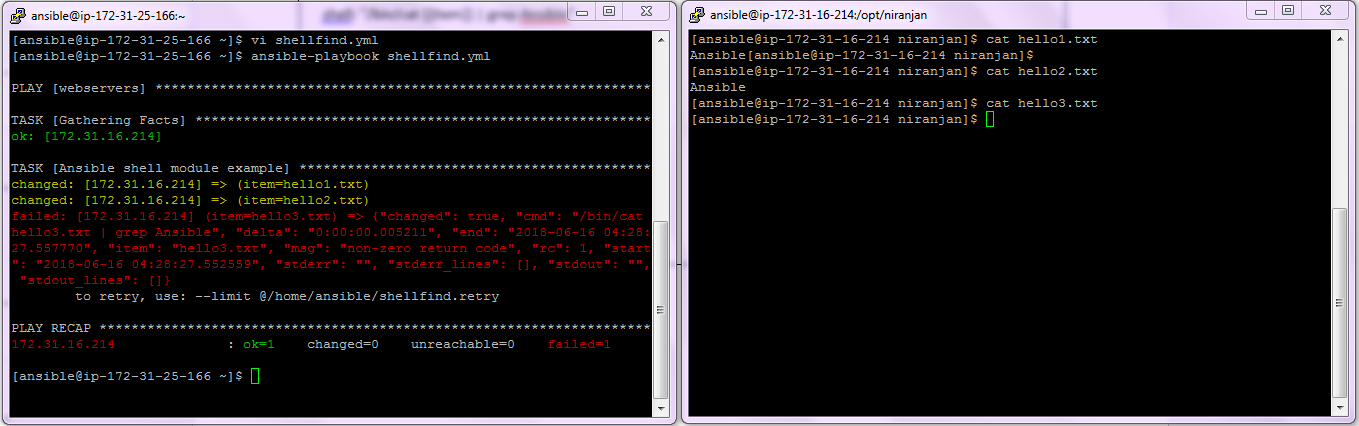 ansible@ip-172-31-25-166:~
[ansible@ip-172-31-25-166 ~]$ vi shellfind.yml
[ansible@ip-172-31-25-166 ~]$ ansible-playbook shellfind.yml
PLAY [webservers] **************************************************************
TASK [Gathering Facts] *********************************************************
ok: [172.31.16.214]
TASK [Ansible shell module example] ********************************************
changed: [172.31.16.214] => (item=hello1.txt)
changed: [172.31.16.214] => (item=hello2.txt)
failed: [172.31.16.214] (item=hello3.txt) => {"changed": true, "cmd": "/bin/cat
hello3.txt | grep Ansible", "delta": "0:00:00.005211", "end": "2018-06-16 04:28:
27.557770", "item": "hello3.txt", "msg": "non-zero return code", "rc": 1, "start
": "2018-06-16 04:28:27.552559", "stderr": "", "stderr_lines": [], "stdout": "",
"stdout_lines": []}
to retry, use: --limit @/home/ansible/shellfind.retry
PLAY RECAP *********************************************************************
172.31.16.214 : ok=1 changed=0 unreachable=0 failed=1
[ansible@ip-172-31-25-166 ~]$
ansible@ip-172-31-16-214:/opt/niranjan
[ansible@ip-172-31-16-214 niranjan]$ cat hello1.txt
Ansible[ansible@ip-172-31-16-214 niranjan]$
[ansible@ip-172-31-16-214 niranjan]$ cat hello2.txt
Ansible
[ansible@ip-172-31-16-214 niranjan]$ cat hello3.txt
[ansible@ip-172-31-16-214 niranjan]$